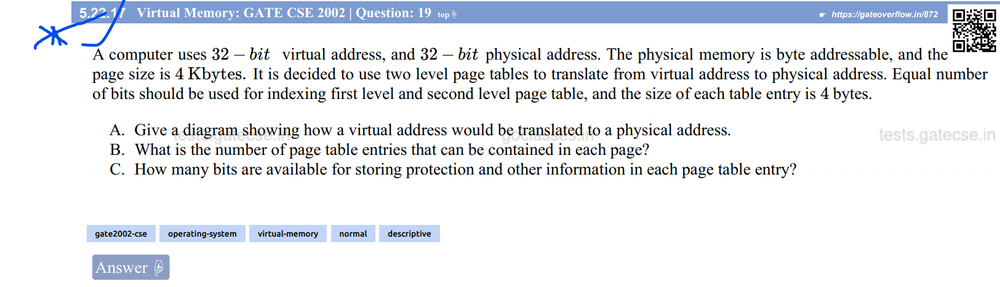 5.22.17 Virtual Memory: GATE CSE 2002 | Question: 19 top☟ ☛ https://gateoverflow.in/872
A computer uses 32 − bit virtual address, and 32 − bit physical address. The physical memory is byte addressable, and the
page size is 4 Kbytes. It is decided to use two level page tables to translate from virtual address to physical address. Equal number
of bits should be used for indexing first level and second level page table, and the size of each table entry is 4 bytes.
A. Give a diagram showing how a virtual address would be translated to a physical address.
tests.gatecse.in goclasses.in tests.gatecse.in
B. What is the number of page table entries that can be contained in each page?
C. How many bits are available for storing protection and other information in each page table entry?
gate2002-cse operating-system virtual-memory normal descriptive
Answer ☟